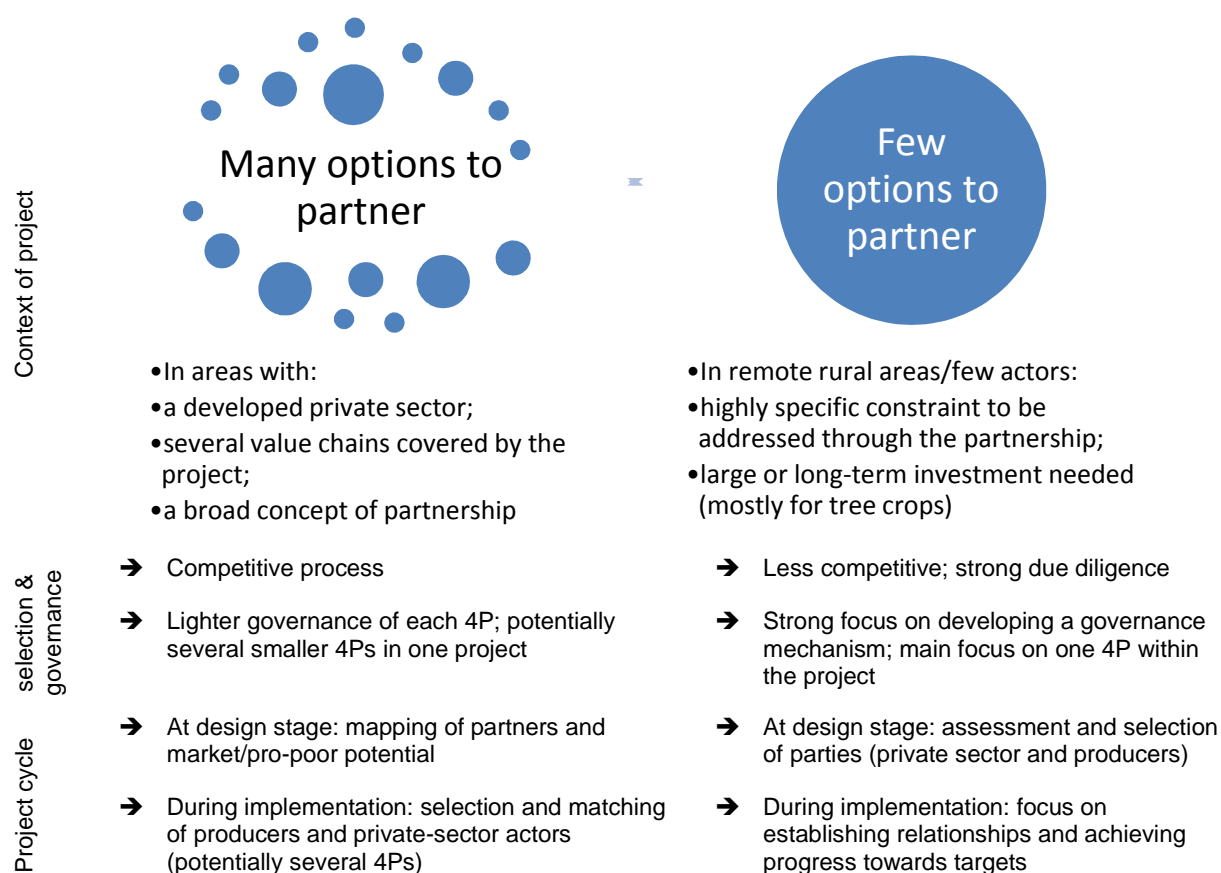 Context of project
Many options to
partner
Few
options to
partner
•In areas with:
•a developed private sector;
•several value chains covered by the
project;
•a broad concept of partnership
•In remote rural areas/few actors:
•highly specific constraint to be
addressed through the partnership;
•large or long-term investment needed
(mostly for tree crops)
selection &
governance
➔ Competitive process
➔ Lighter governance of each 4P; potentially
several smaller 4Ps in one project
➔ Less competitive; strong due diligence
➔ Strong focus on developing a governance
mechanism; main focus on one 4P within
the project
Project cycle
➔ At design stage: mapping of partners and
market/pro-poor potential
➔ During implementation: selection and matching
of producers and private-sector actors
(potentially several 4Ps)
➔ At design stage: assessment and selection
of parties (private sector and producers)
➔ During implementation: focus on
establishing relationships and achieving
progress towards targets